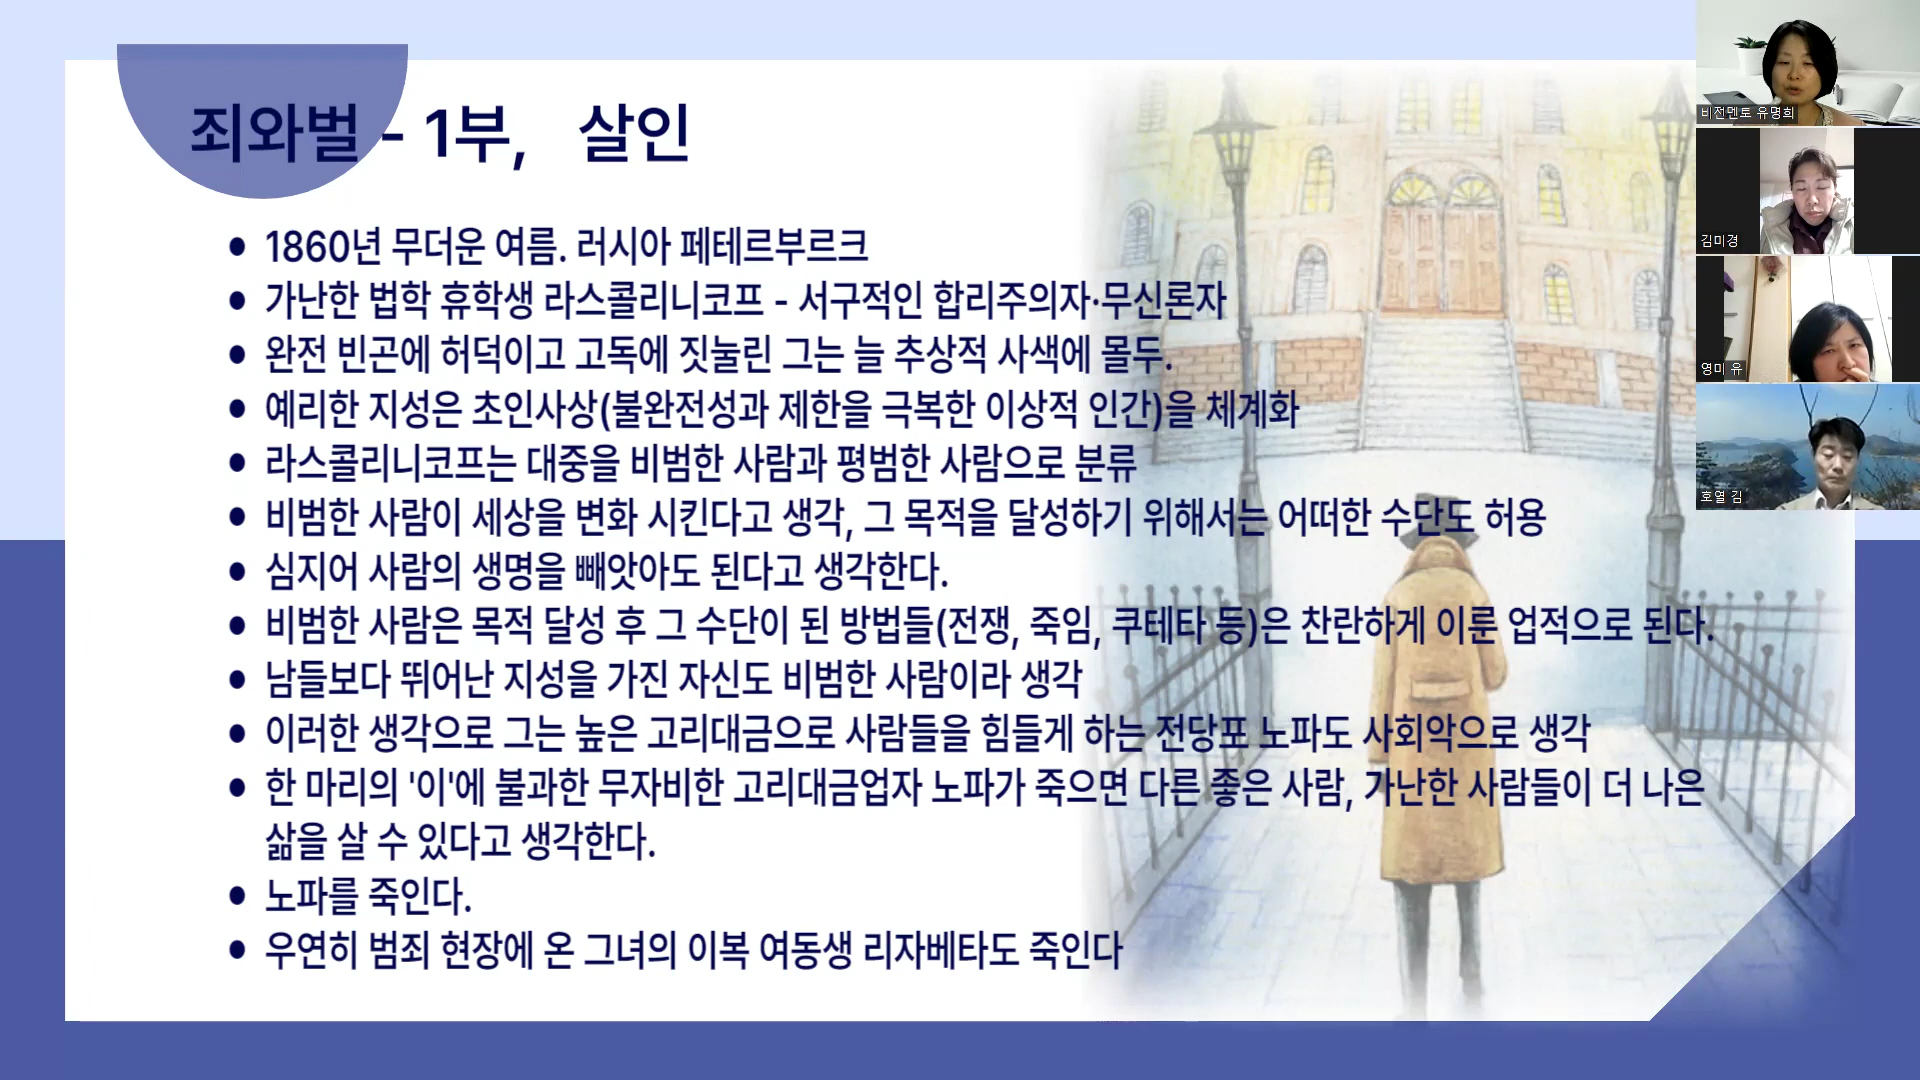 죄와벌 - 1부, 살인
• 1860년 무더운 여름. 러시아 페테르부르크
• 가난한 법학 휴학생 라스콜리니코프 - 서구적인 합리주의자·무신론자
• 완전 빈곤에 허덕이고 고독에 짓눌린 그는 늘 추상적 사색에 몰두.
• 예리한 지성은 초인사상(불완전성과 제한을 극복한 이상적 인간)을 체계화
• 라스콜리니코프는 대중을 비범한 사람과 평범한 사람으로 분류
• 비범한 사람이 세상을 변화 시킨다고 생각, 그 목적을 달성하기 위해서는 어떠한 수단도 허용
• 심지어 사람의 생명을 빼앗아도 된다고 생각한다.
• 비범한 사람은 목적 달성 후 그 수단이 된 방법들(전쟁, 죽임, 쿠테타 등)은 찬란하게 이룬 업적으로 된다.
• 남들보다 뛰어난 지성을 가진 자신도 비범한 사람이라 생각
• 이러한 생각으로 그는 높은 고리대금으로 사람들을 힘들게 하는 전당포 노파도 사회악으로 생각
• 한 마리의 '이'에 불과한 무자비한 고리대금업자 노파가 죽으면 다른 좋은 사람, 가난한 사람들이 더 나은
삶을 살 수 있다고 생각한다.
• 노파를 죽인다.
• 우연히 범죄 현장에 온 그녀의 이복 여동생 리자베타도 죽인다
비전멘토 유명희
김미경
영미 유
호열 김